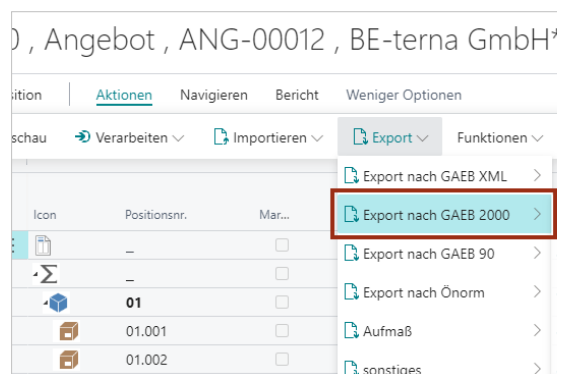 , Angebot , ANG-00012 , BE-terna GmbH*
sition Aktionen Navigieren Bericht Weniger Optionen
schau Verarbeiten Importieren Export Funktionen
Export nach GAEB XML
Icon Positionsnr. Mar... Export nach GAEB 2000
_
Export nach GAEB 90
_
Export nach Önorm
01
01.001 Aufmaß
01.002
sonstiges